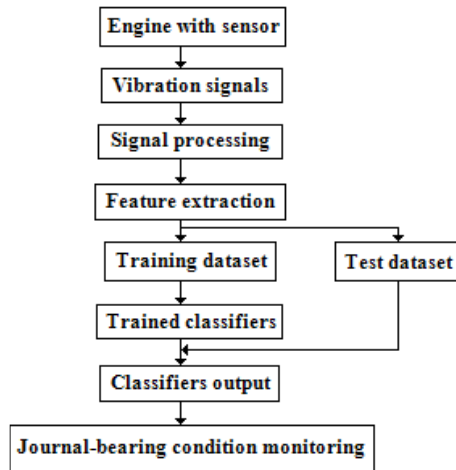 Engine with sensor
Vibration signals
Signal processing
Feature extraction
Training dataset
Test dataset
Trained classifiers
Classifiers output
Journal-bearing condition monitoring